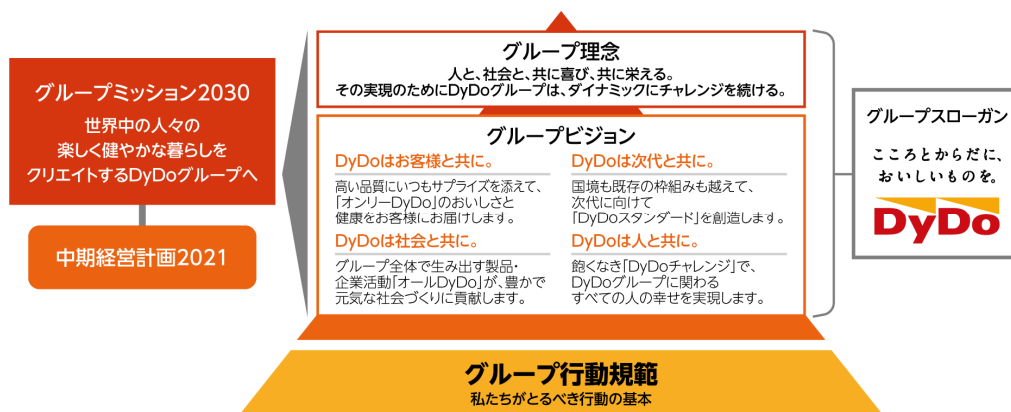 グループミッション2030
世界中の人々の
楽しく健やかな暮らしを
クリエイトするDyDoグループへ
中期経営計画2021
グループ理念
人と、社会と、共に喜び、共に栄える。
その実現のためにDyDoグループは、ダイナミックにチャレンジを続ける。
グループビジョン
DyDoはお客様と共に。
高い品質にいつもサプライズを添えて、
「オンリーDyDo」のおいしさと
健康をお客様にお届けします。
DyDoは次代と共に。
国境も既存の枠組みも越えて、
次代に向けて
「DyDoスタンダード」を創造します。
DyDoは社会と共に。
グループ全体で生み出す製品・
企業活動「オールDyDo」が、豊かで
元気な社会づくりに貢献します。
DyDoは人と共に。
飽くなき「DyDoチャレンジ」で、
DyDoグループに関わる
すべての人の幸せを実現します。
グループ行動規範
私たちがとるべき行動の基本
グループスローガン
こころとからだに、
おいしいものを。
DyDo